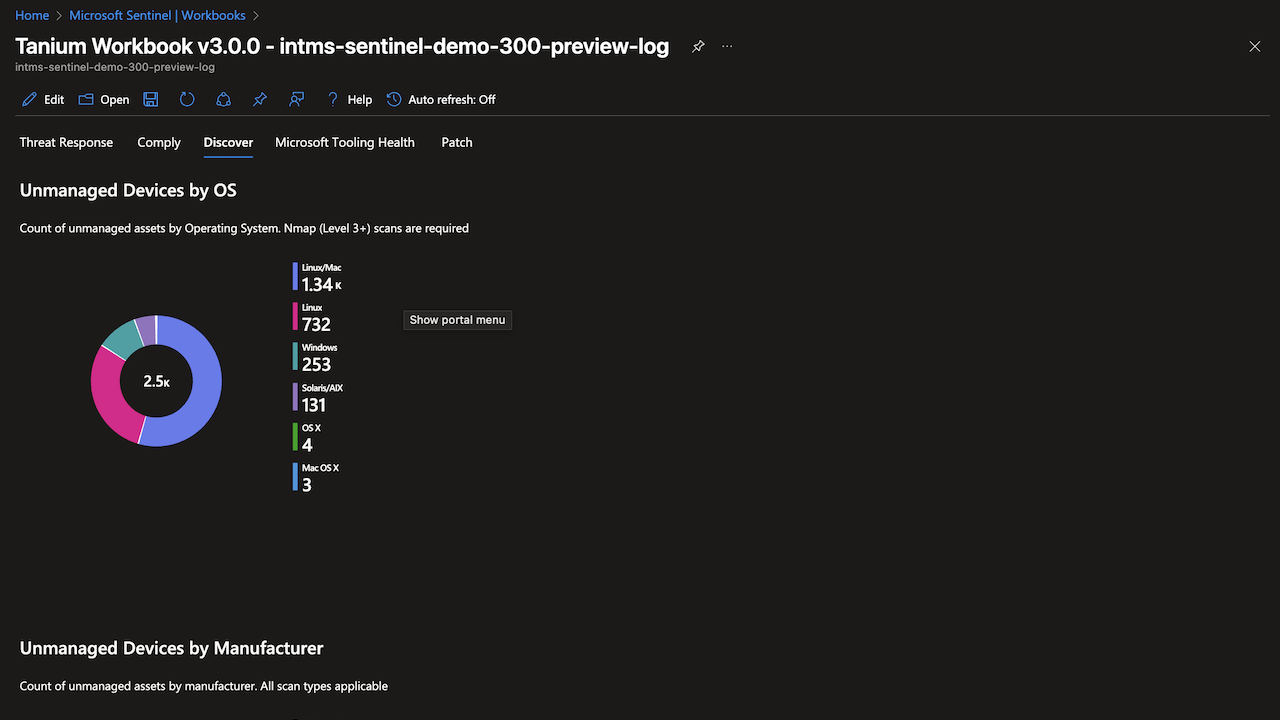 Home > Microsoft Sentinel | Workbooks >
Tanium Workbook v3.0.0 - intms-sentinel-demo-300-preview-log ...
intms-sentinel-demo-300-preview-log
Edit Open ? Help Auto refresh: Off
Threat Response Comply Discover Microsoft Tooling Health Patch
Unmanaged Devices by OS
Count of unmanaged assets by Operating System. Nmap (Level 3+) scans are required
Linux/Mac
1.34 K
Linux
732
Show portal menu
Windows
253
2.5K
Solaris/AIX
131
OS X
4
Mac OS X
3
Unmanaged Devices by Manufacturer
Count of unmanaged assets by manufacturer. All scan types applicable